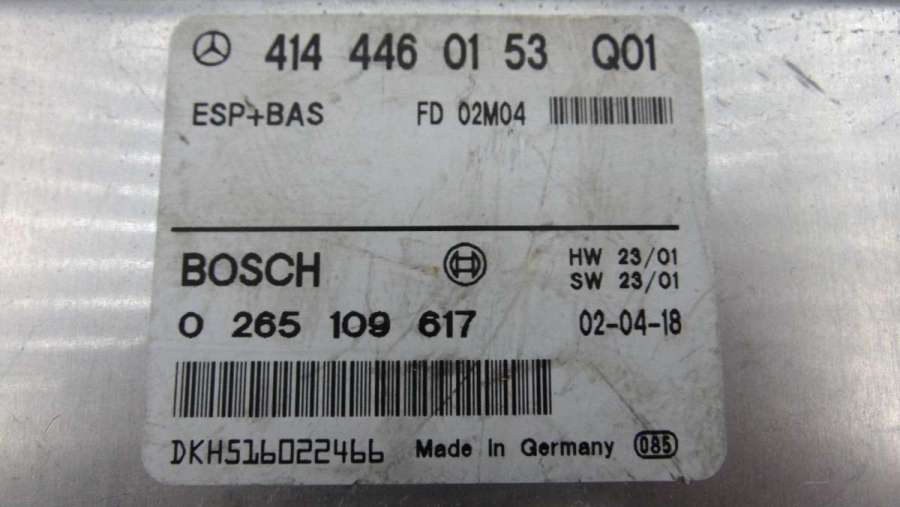 414 446 01 53 Q01
ESP+BAS FD 02M04
BOSCH HW 23/01
SW 23/01
0 265 109 617 02-04-18
DKH516022466 Made In Germany 085